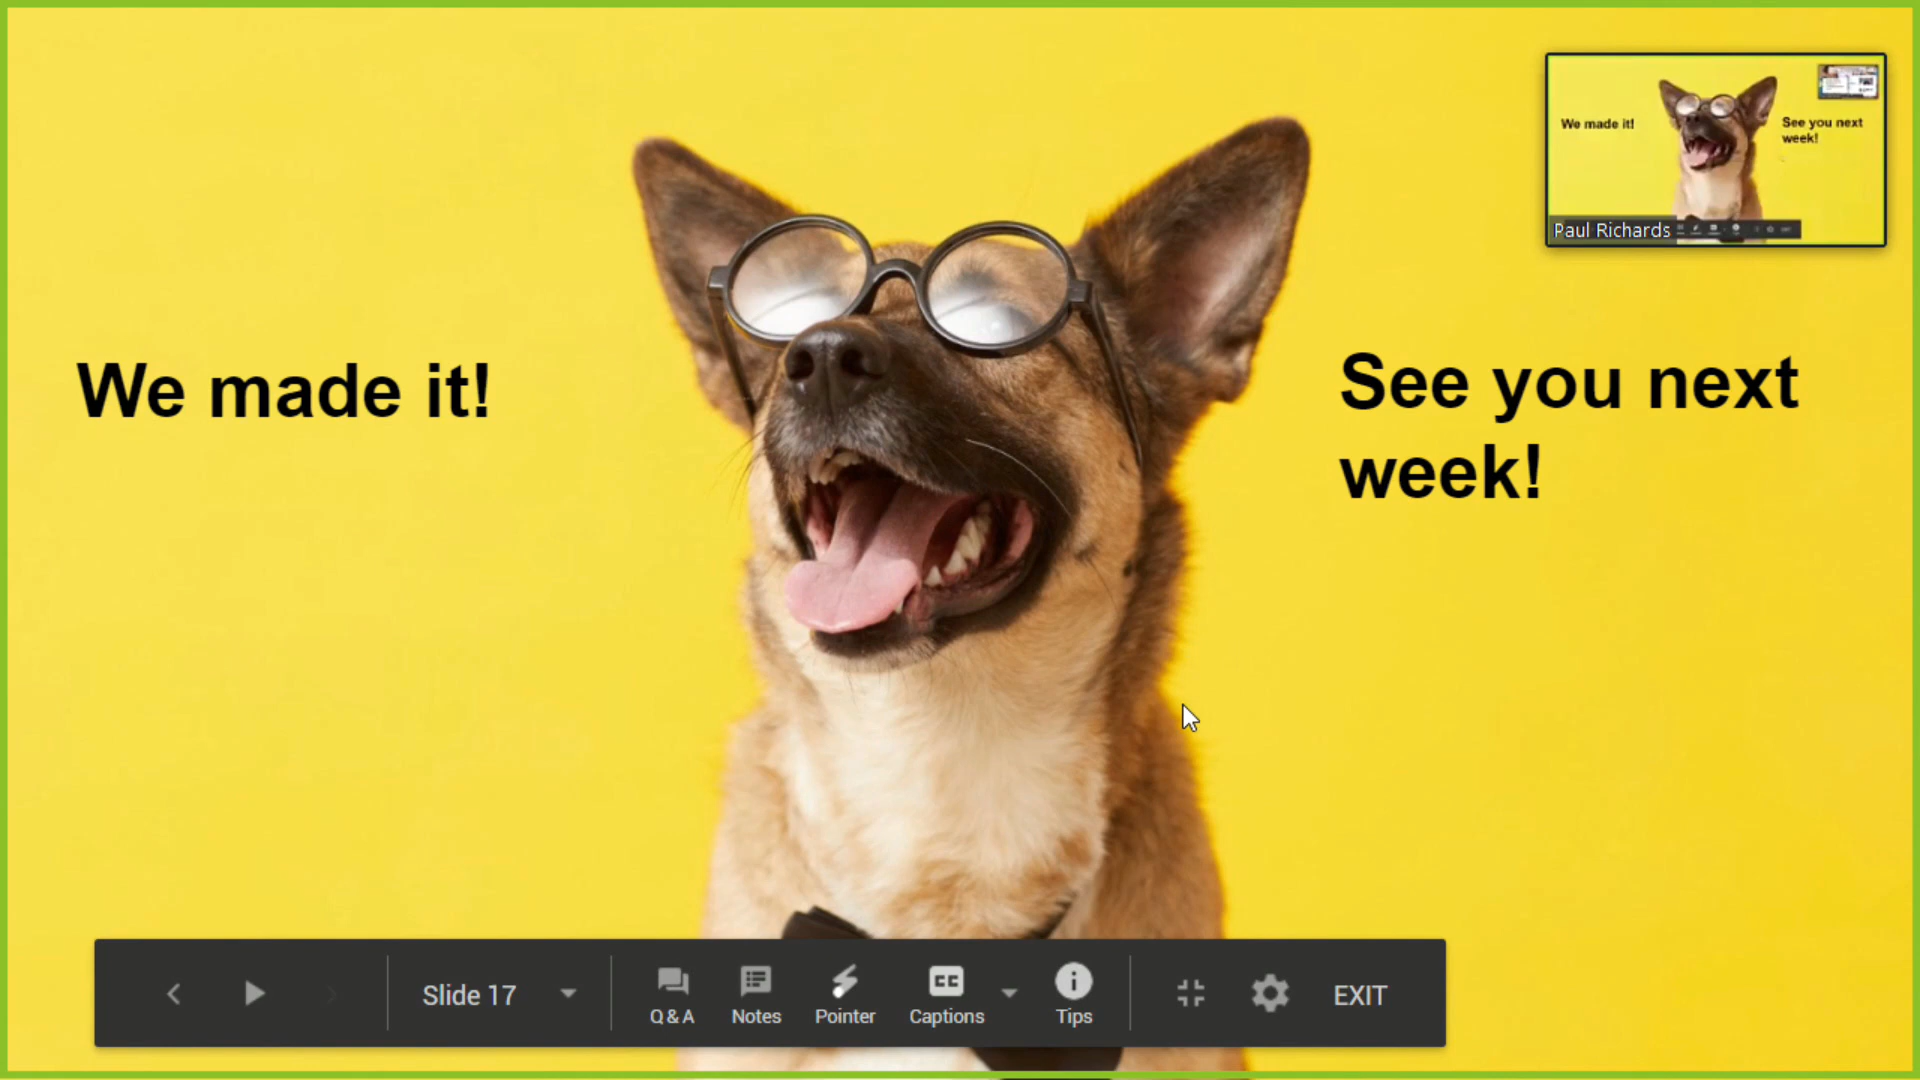 We made it!
See you next
week!
We made it!
See you next
week!
Paul Richards
Slide 17
Q & A
Notes
Pointer
CC
Captions
Tips
EXIT